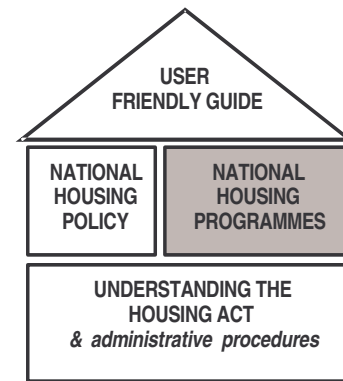 USER
FRIENDLY GUIDE
NATIONAL
HOUSING
POLICY
NATIONAL
HOUSING
PROGRAMMES
UNDERSTANDING THE
HOUSING ACT
& administrative procedures